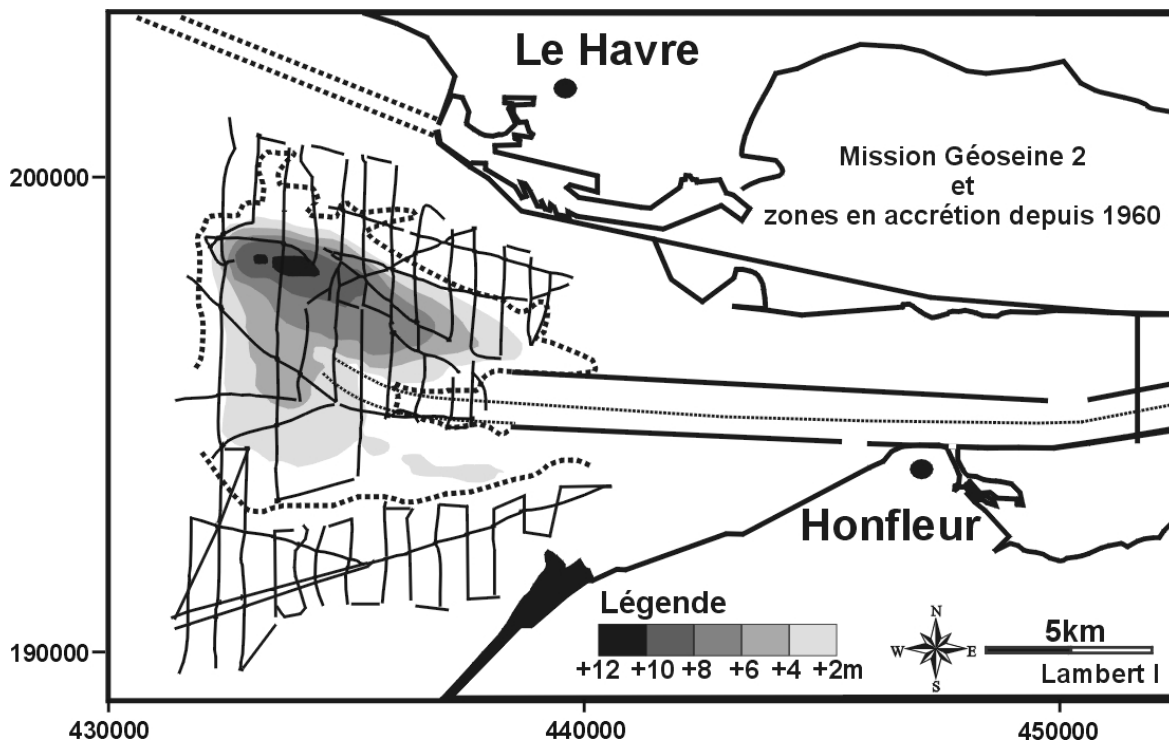 Le Havre
Mission Géoseine 2
et
zones en accrétion depuis 1960
200000
Honfleur
Légende
+12 +10 +8 +6 +4 +2m
N
W E
S
5km
Lambert I
190000
430000 440000 450000